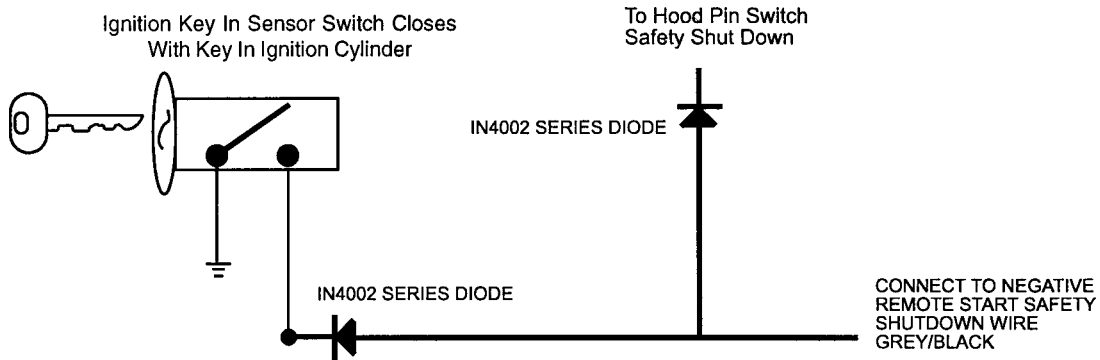 Ignition Key In Sensor Switch Closes
With Key In Ignition Cylinder
To Hood Pin Switch
Safety Shut Down
IN4002 SERIES DIODE
IN4002 SERIES DIODE
CONNECT TO NEGATIVE
REMOTE START SAFETY
SHUTDOWN WIRE
GREY/BLACK